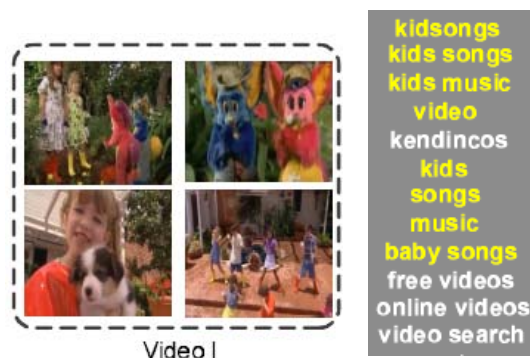 kidsongs
kids songs
kids music
video
kendincos
kids
songs
music
baby songs
free videos
online videos
video search
Video I